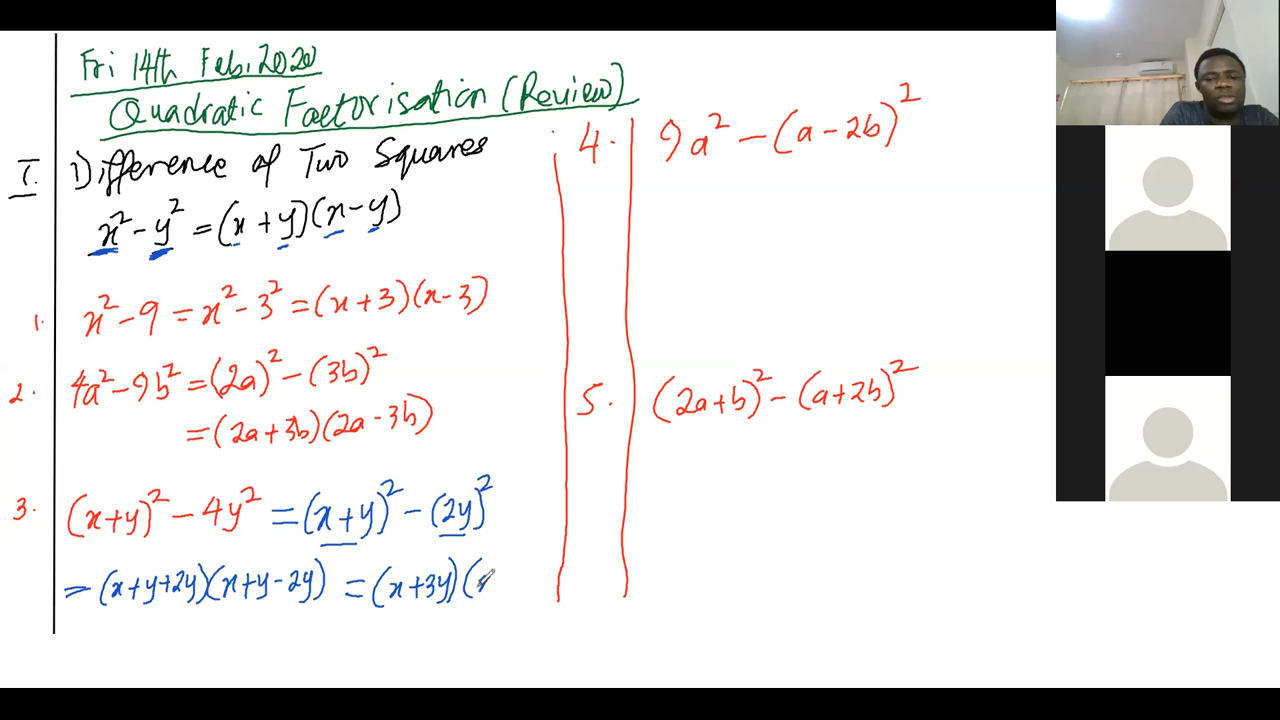 Fri 14th Feb, 2020
Quadratic Factorisation (Review)
I. 1) Difference of Two Squares
x² - y² = (x + y)(x - y)
1. x² - 9 = x² - 3² = (x + 3)(x - 3)
2. 4a² - 9b² = (2a)² - (3b)²
= (2a + 3b)(2a - 3b)
3. (x+y)² - 4y² = (x+y)² - (2y)²
= (x+y+2y)(x+y-2y) = (x+3y)(
4. 9a² - (a - 2b)²
5. (2a+b)² - (a+2b)²